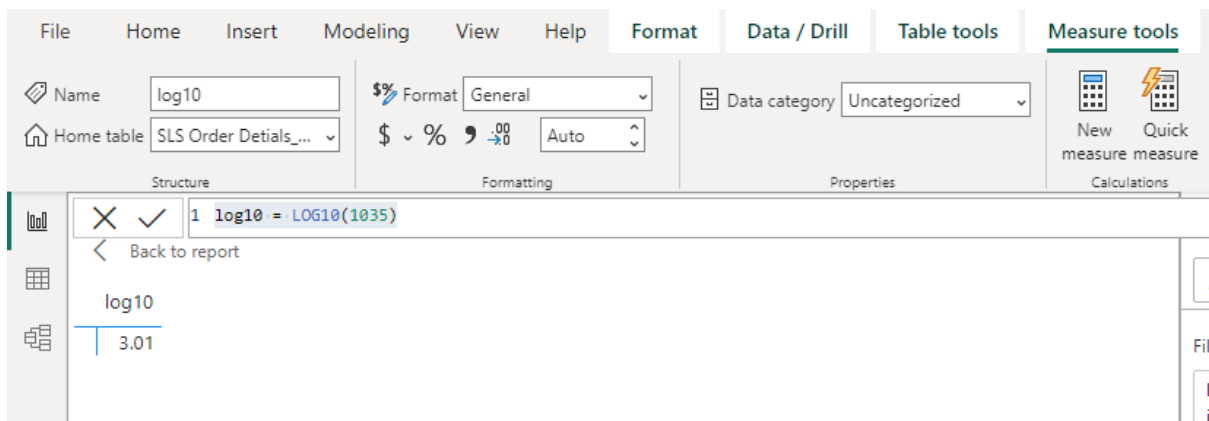 File Home Insert Modeling View Help Format Data / Drill Table tools Measure tools
Name log10
Home table SLS Order Detials_...
Structure
$% Format General
$ % 9 .00 →.0 Auto
Formatting
Data category Uncategorized
Properties
New measure
Quick measure
Calculations
1 log10 = LOG10(1035)
Back to report
log10
3.01
Fil